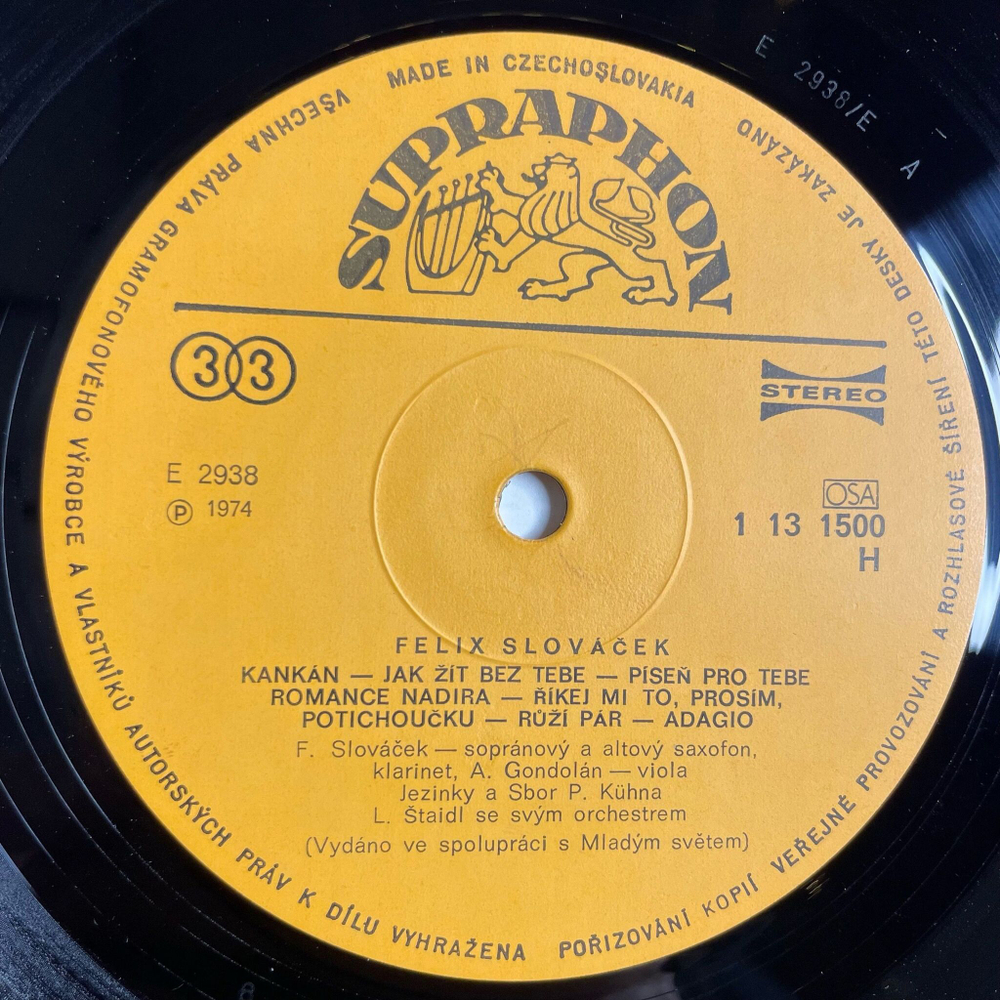 E 2938/E A
MADE IN CZECHOSLOVAKIA
SUPRAPHON
33
STEREO
E 2938
Ⓟ 1974
OSA
1 13 1500
H
FELIX SLOVÁČEK
KANKÁN — JAK ŽÍT BEZ TEBE — PÍSEŇ PRO TEBE
ROMANCE NADIRA — ŘÍKEJ MI TO, PROSÍM,
POTICHOUČKU — RŮŽÍ PÁR — ADAGIO
F. Slováček — sopránový a altový saxofon,
klarinet, A. Gondolán — viola
Jezinky a Sbor P. Kühna
L. Štaidl se svým orchestrem
(Vydáno ve spolupráci s Mladým světem)
VŠECHNA PRÁVA GRAMOFONOVÉHO VÝROBCE A VLASTNÍKŮ AUTORSKÝCH PRÁV K DÍLU VYHRAŽENA
POŘIZOVÁNÍ KOPIÍ VEŘEJNÉ PROVOZOVÁNÍ A ROZHLASOVÉ ŠÍŘENÍ TÉTO DESKY JE ZAKÁZÁNO